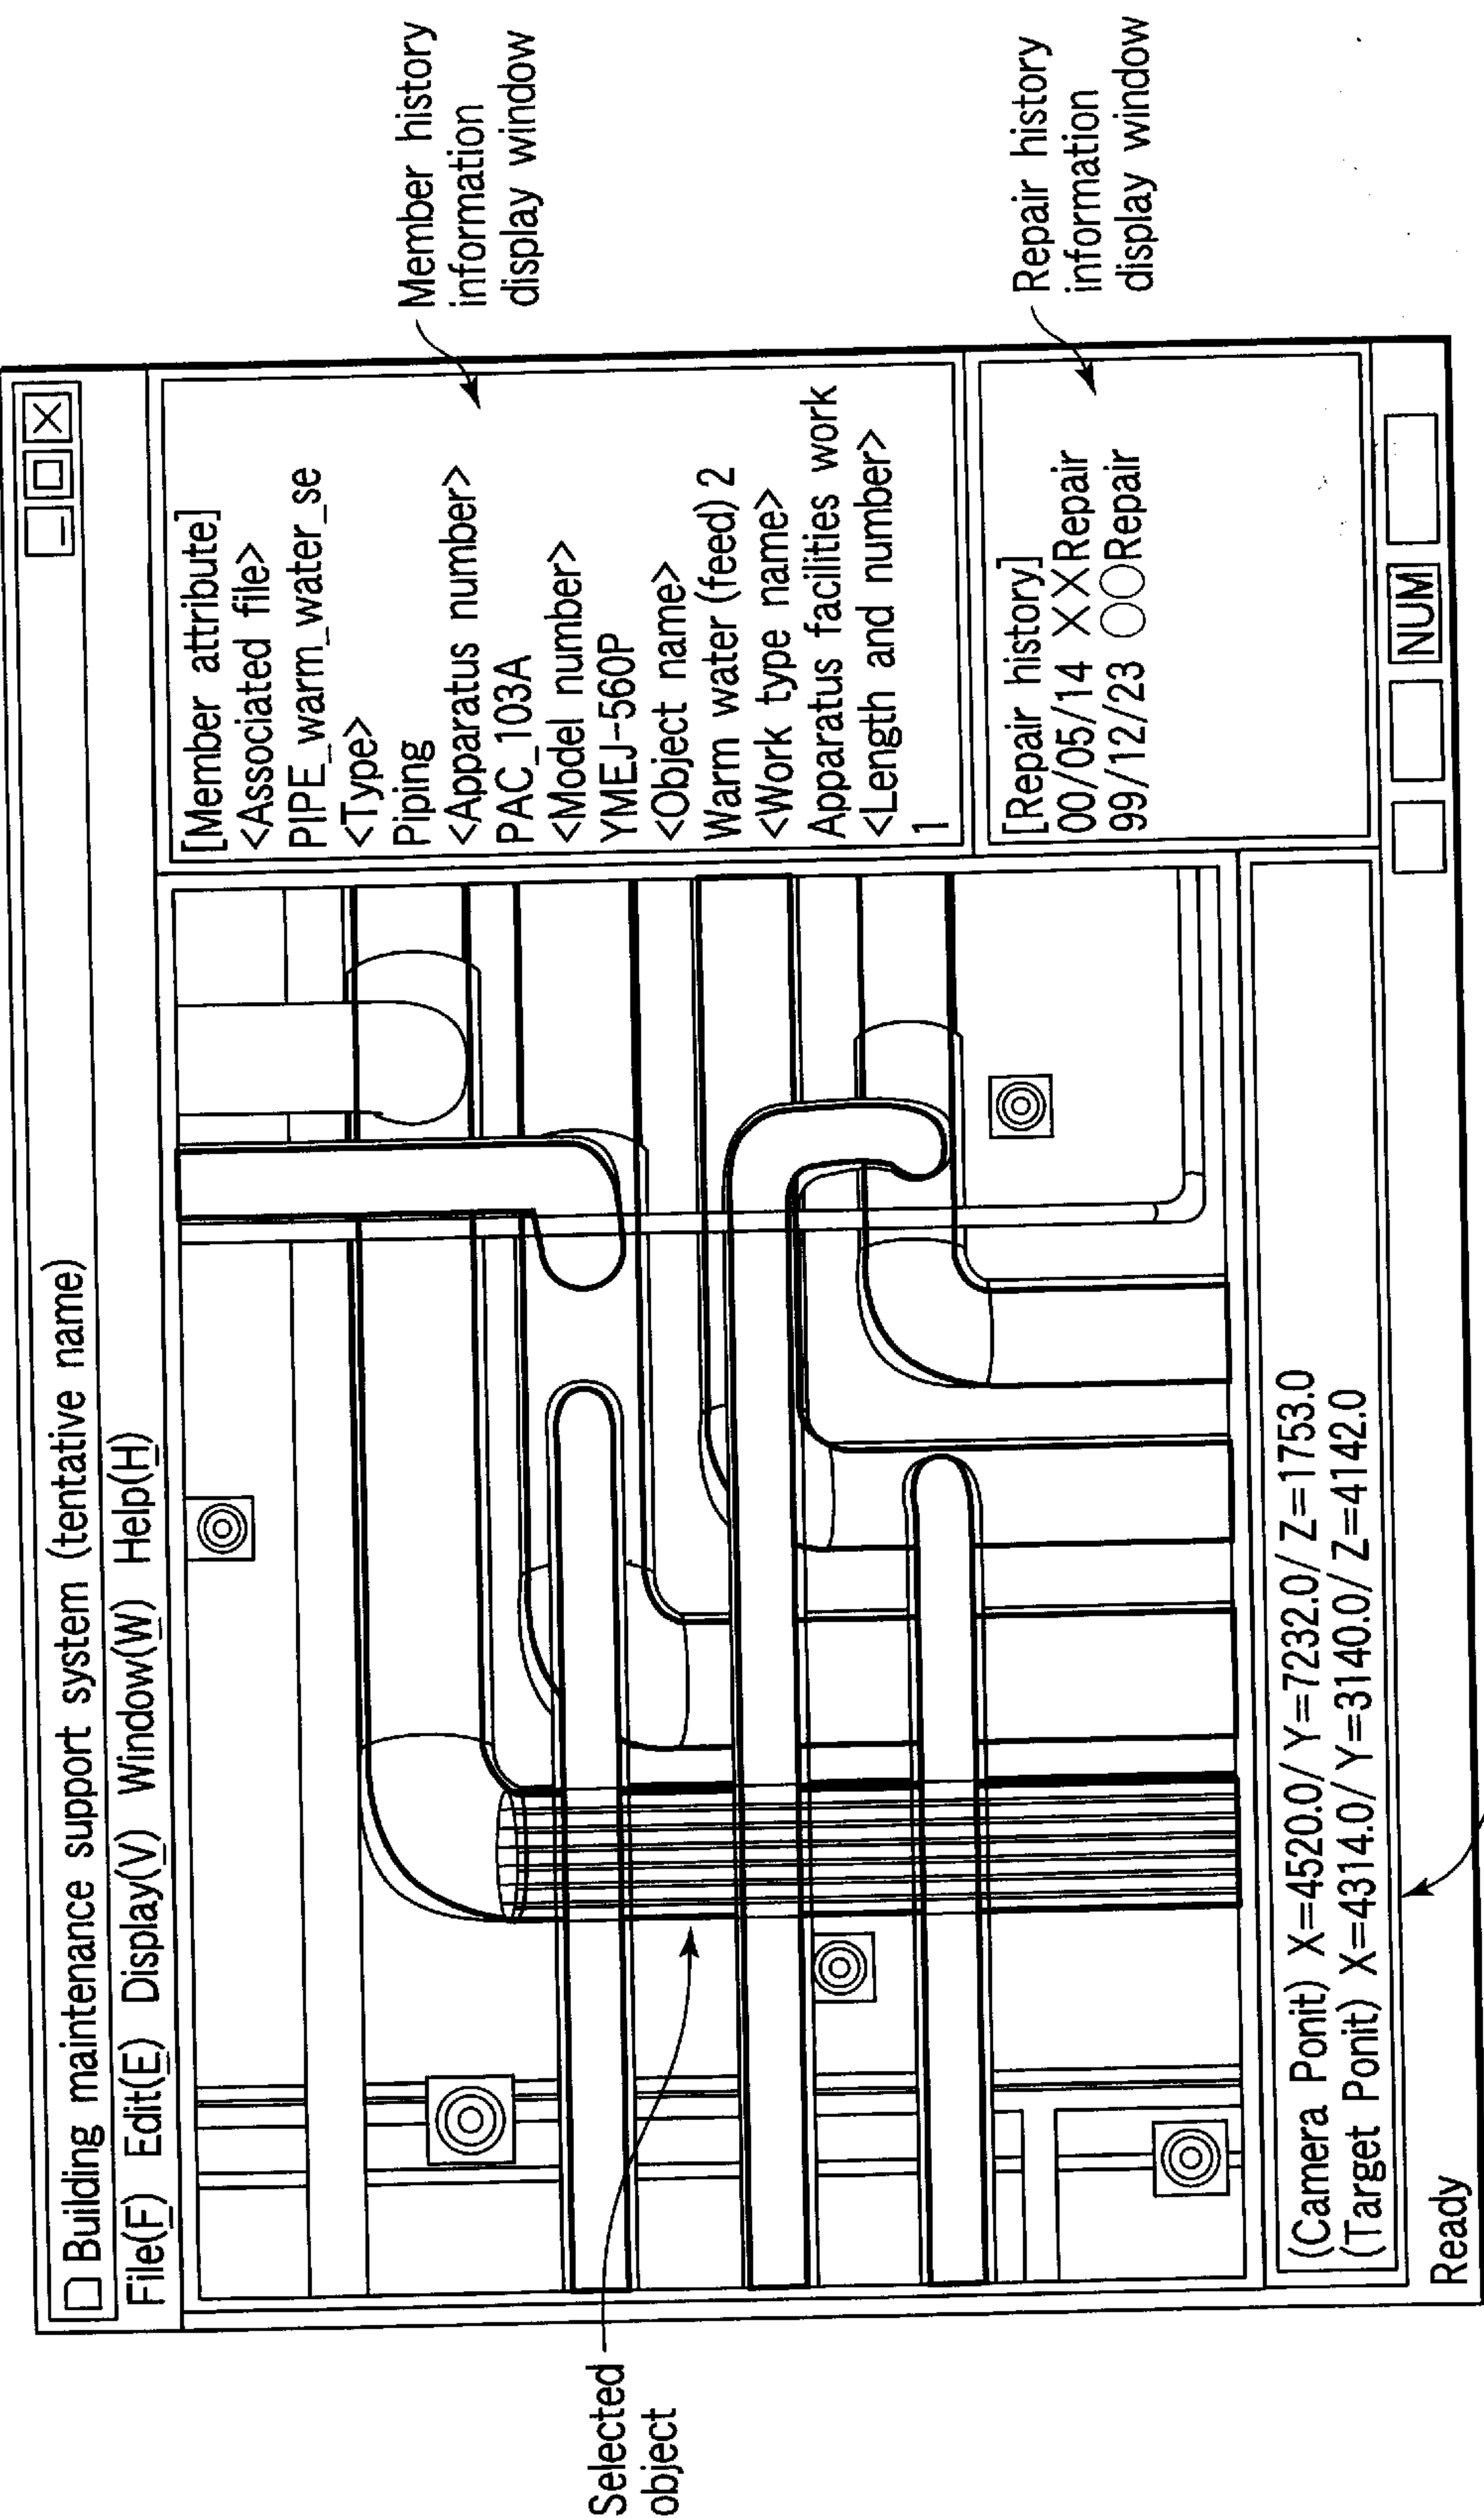 Building maintenance support system (tentative name)
File(F) Edit(E) Display(V) Window(W) Help(H)
[Member attribute]
<Associated file>
PIPE_warm_water_se
<Type>
Piping
<Apparatus number>
PAC_103A
<Model number>
YMEJ-560P
<Object name>
Warm water (feed) 2
<Work type name>
Apparatus facilities work
<Length and number>
1
[Repair history]
00/05/14 ××Repair
99/12/23 ○○Repair
(Camera Ponit) X=4520.0/Y=7232.0/Z=1753.0
(Target Ponit) X=4314.0/Y=3140.0/Z=4142.0
Ready
NUM
Selected
object
Member history
information
display window
Repair history
information
display window